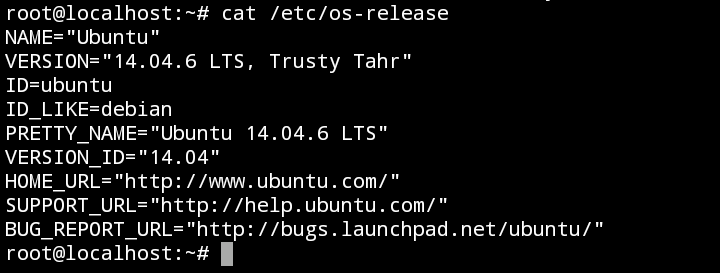 root@localhost:~# cat /etc/os-release
NAME="Ubuntu"
VERSION="14.04.6 LTS, Trusty Tahr"
ID=ubuntu
ID_LIKE=debian
PRETTY_NAME="Ubuntu 14.04.6 LTS"
VERSION_ID="14.04"
HOME_URL="http://www.ubuntu.com/"
SUPPORT_URL="http://help.ubuntu.com/"
BUG_REPORT_URL="http://bugs.launchpad.net/ubuntu/"
root@localhost:~#